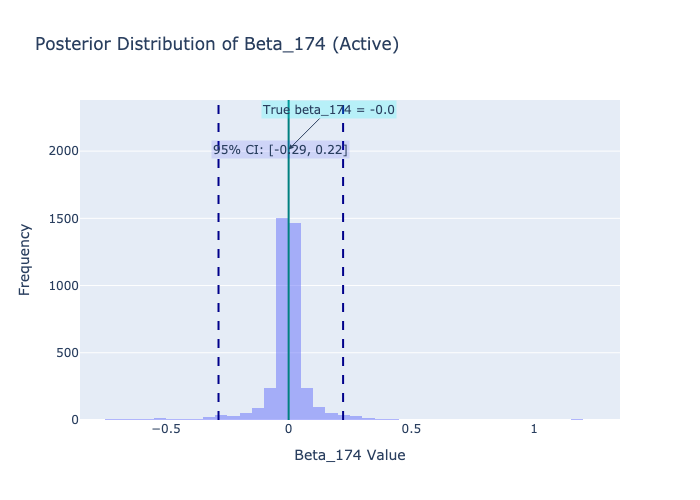 Posterior Distribution of Beta_174 (Active)
True beta_174 = -0.0
95% CI: [-0.29, 0.22]
2000
1500
1000
500
0
Frequency
−0.5
0
0.5
1
Beta_174 Value